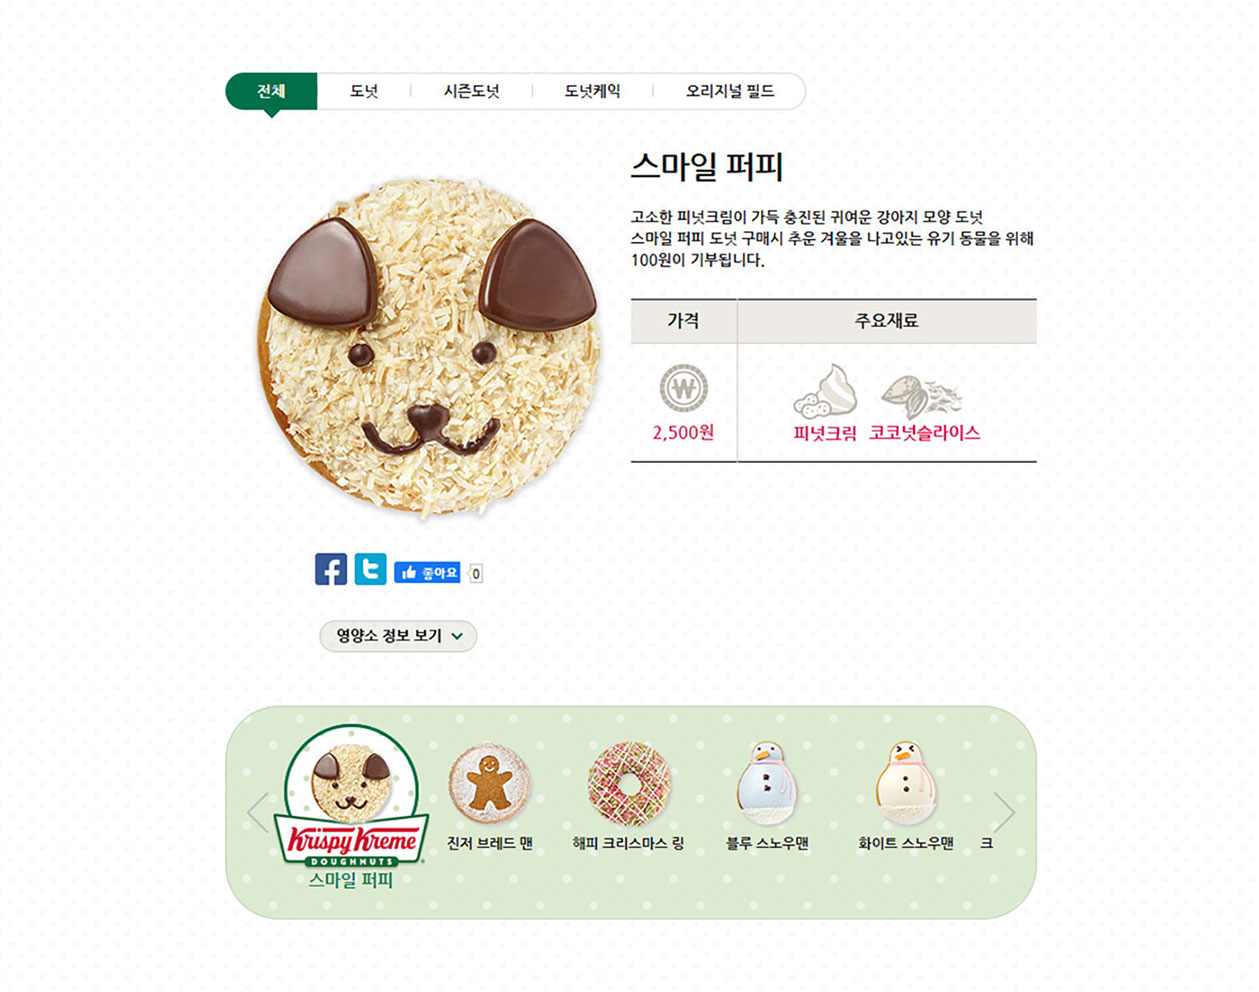 전체
도넛
시즌도넛
도넛케익
오리지널 필드
스마일 퍼피
고소한 피넛크림이 가득 충진된 귀여운 강아지 모양 도넛
스마일 퍼피 도넛 구매시 추운 겨울을 나고있는 유기 동물을 위해
100원이 기부됩니다.
가격
주요재료
₩
2,500원
피넛크림
코코넛슬라이스
f
t
좋아요
0
영양소 정보 보기
Krispy Kreme
DOUGHNUTS
스마일 퍼피
진저 브레드 맨
해피 크리스마스 링
블루 스노우맨
화이트 스노우맨
크